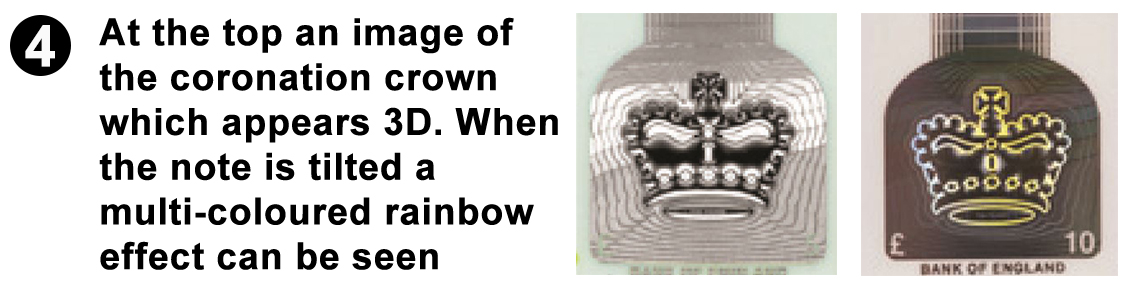 4
At the top an image of
the coronation crown
which appears 3D. When
the note is tilted a
multi-coloured rainbow
effect can be seen
£ 10
BANK OF ENGLAND